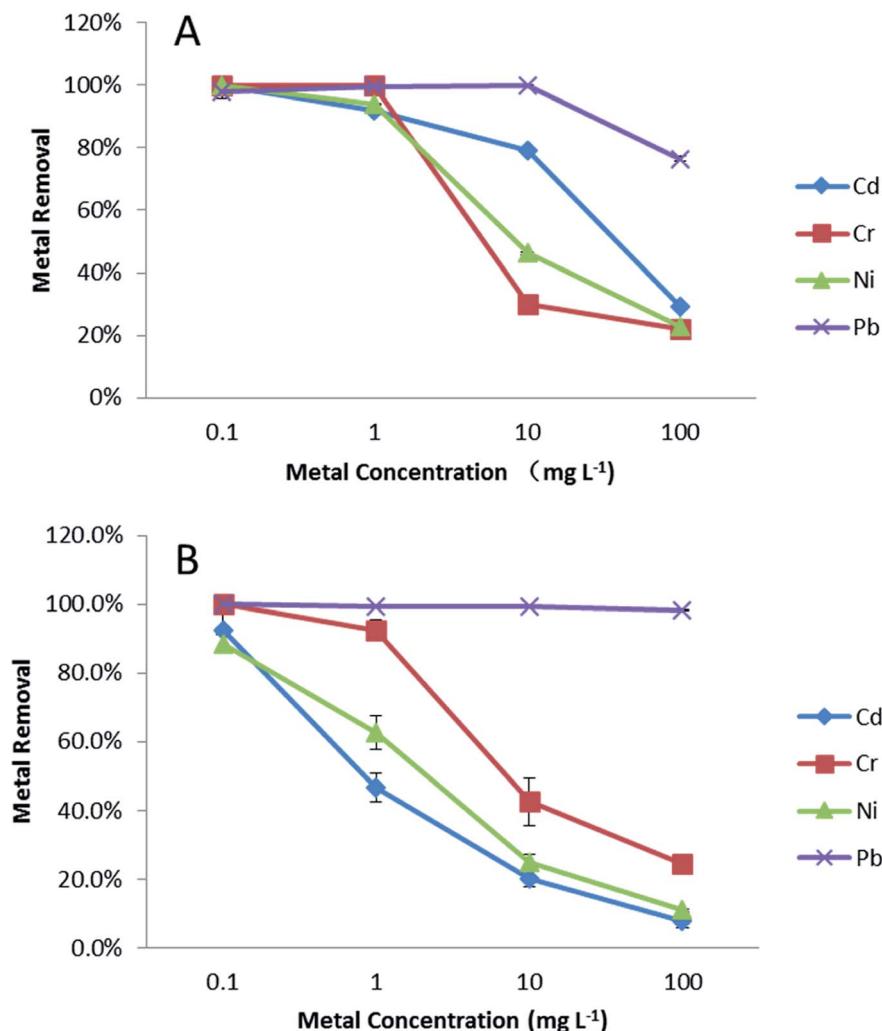 A
120%
100%
80%
60%
40%
20%
0%
Metal Removal
0.1 1 10 100
Metal Concentration （mg L-1)
Cd
Cr
Ni
Pb
B
120.0%
100.0%
80.0%
60.0%
40.0%
20.0%
0.0%
Metal Removal
0.1 1 10 100
Metal Concentration (mg L-1)
Cd
Cr
Ni
Pb